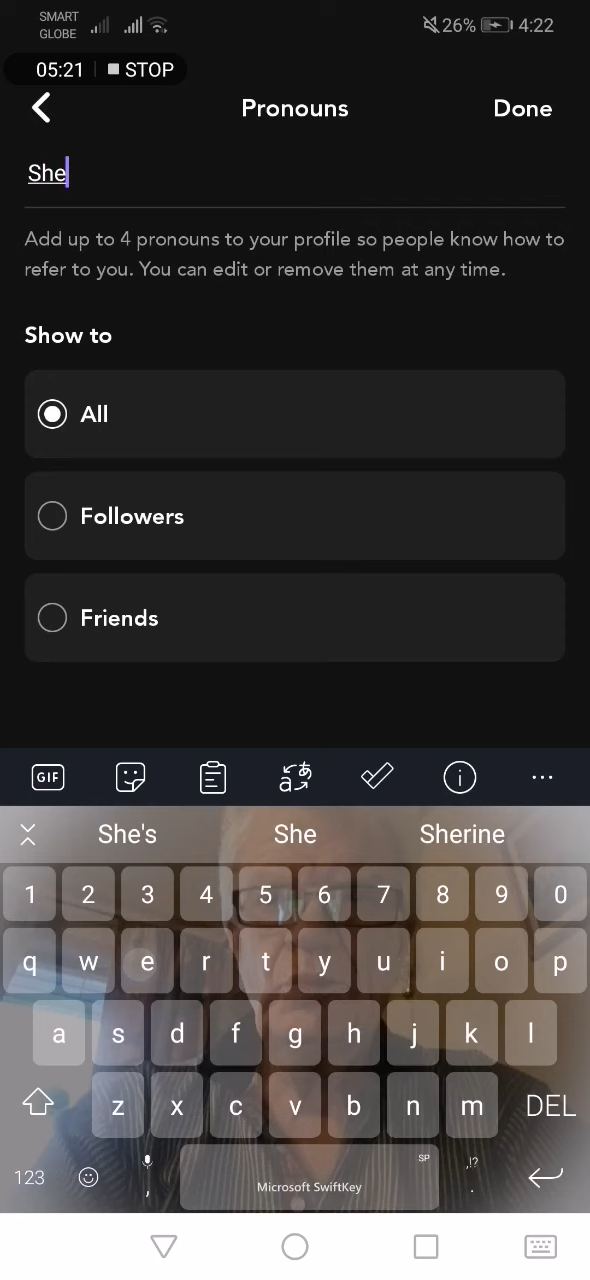 SMART
GLOBE
26% 4:22
05:21 STOP
Pronouns Done
She
Add up to 4 pronouns to your profile so people know how to
refer to you. You can edit or remove them at any time.
Show to
All
Followers
Friends
GIF
She's She Sherine
1 2 3 4 5 6 7 8 9 0
q w e r t y u i o p
a s d f g h j k l
z x c v b n m DEL
123 , Microsoft SwiftKey SP ,!? .